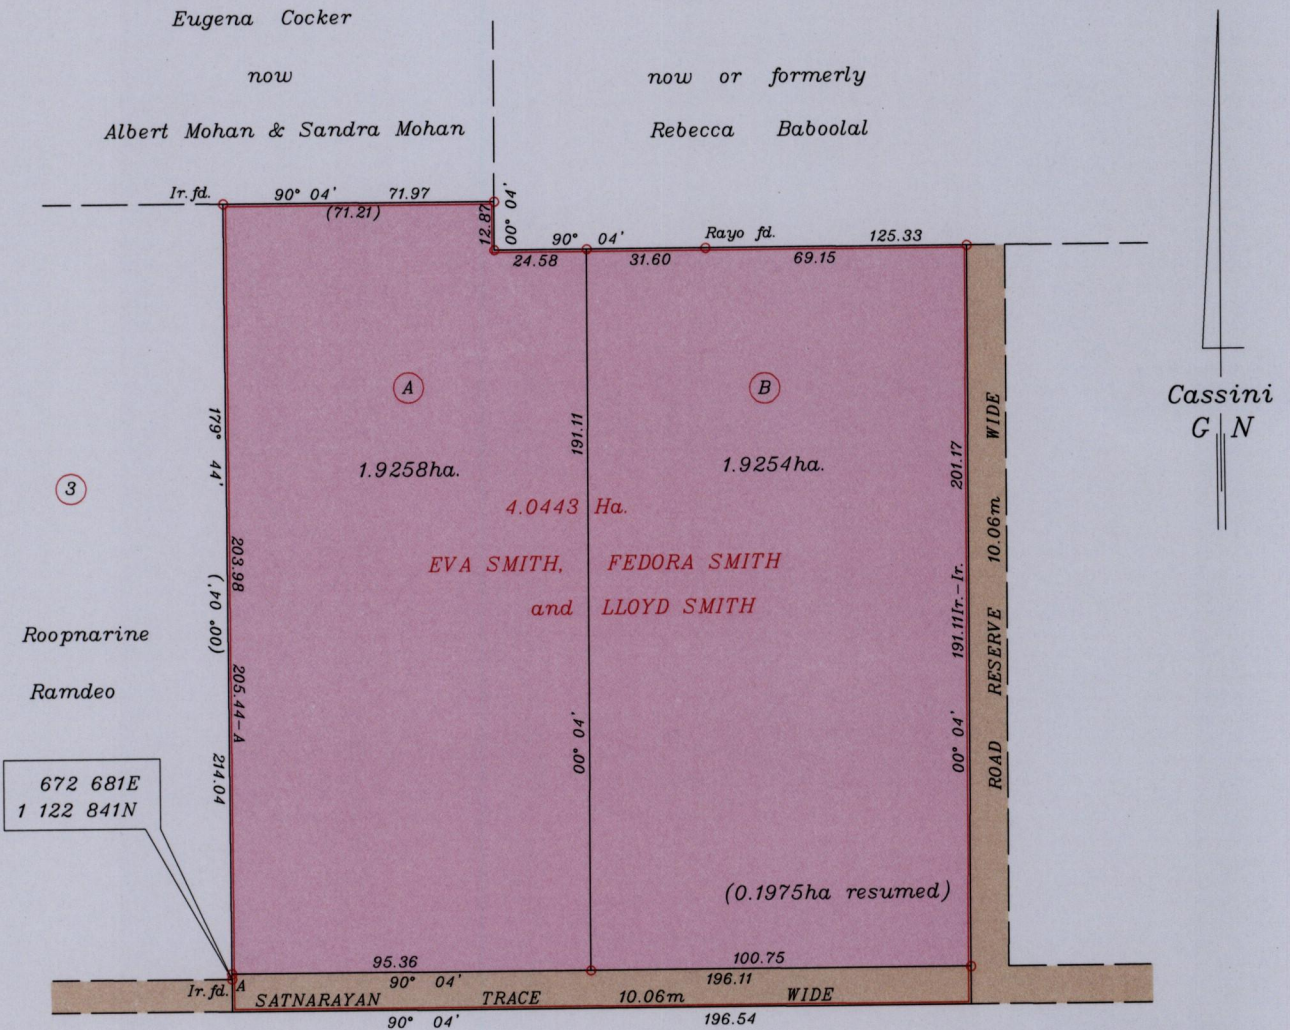 Eugena Cocker
now
Albert Mohan & Sandra Mohan
now or formerly
Rebecca Baboolal
Ir. fd.
90° 04' 71.97
(71.21)
12.87
00° 04'
90° 04'
Rayo fd.
125.33
24.58
31.60
69.15
A
B
Cassini
G N
179° 44'
203.98
(00° 04')
205.44-A
214.04
191.11
00° 04'
1.9258ha.
1.9254ha.
201.17
191.11Ir.-Ir.
00° 04'
ROAD RESERVE 10.06m WIDE
3
4.0443 Ha.
EVA SMITH, FEDORA SMITH
and LLOYD SMITH
Roopnarine
Ramdeo
672 681E
1 122 841N
(0.1975ha resumed)
95.36
100.75
90° 04'
196.11
Ir. fd. A
SATNARAYAN TRACE 10.06m WIDE
90° 04'
196.54